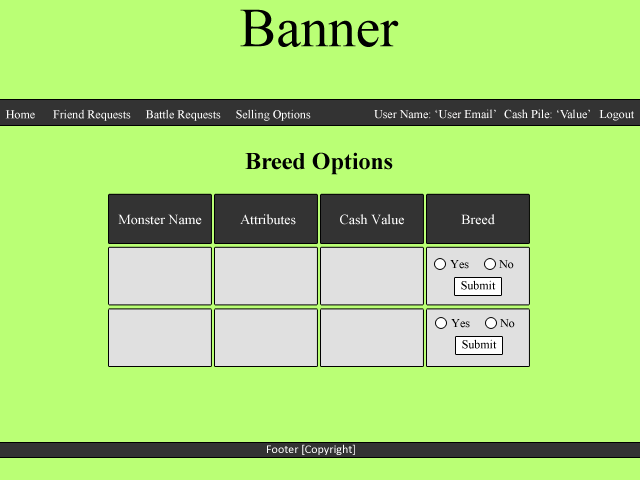 Banner
Home Friend Requests Battle Requests Selling Options User Name: ‘User Email’ Cash Pile: ‘Value’ Logout
Breed Options
Monster Name Attributes Cash Value Breed
Yes No
Submit
Yes No
Submit
Footer [Copyright]